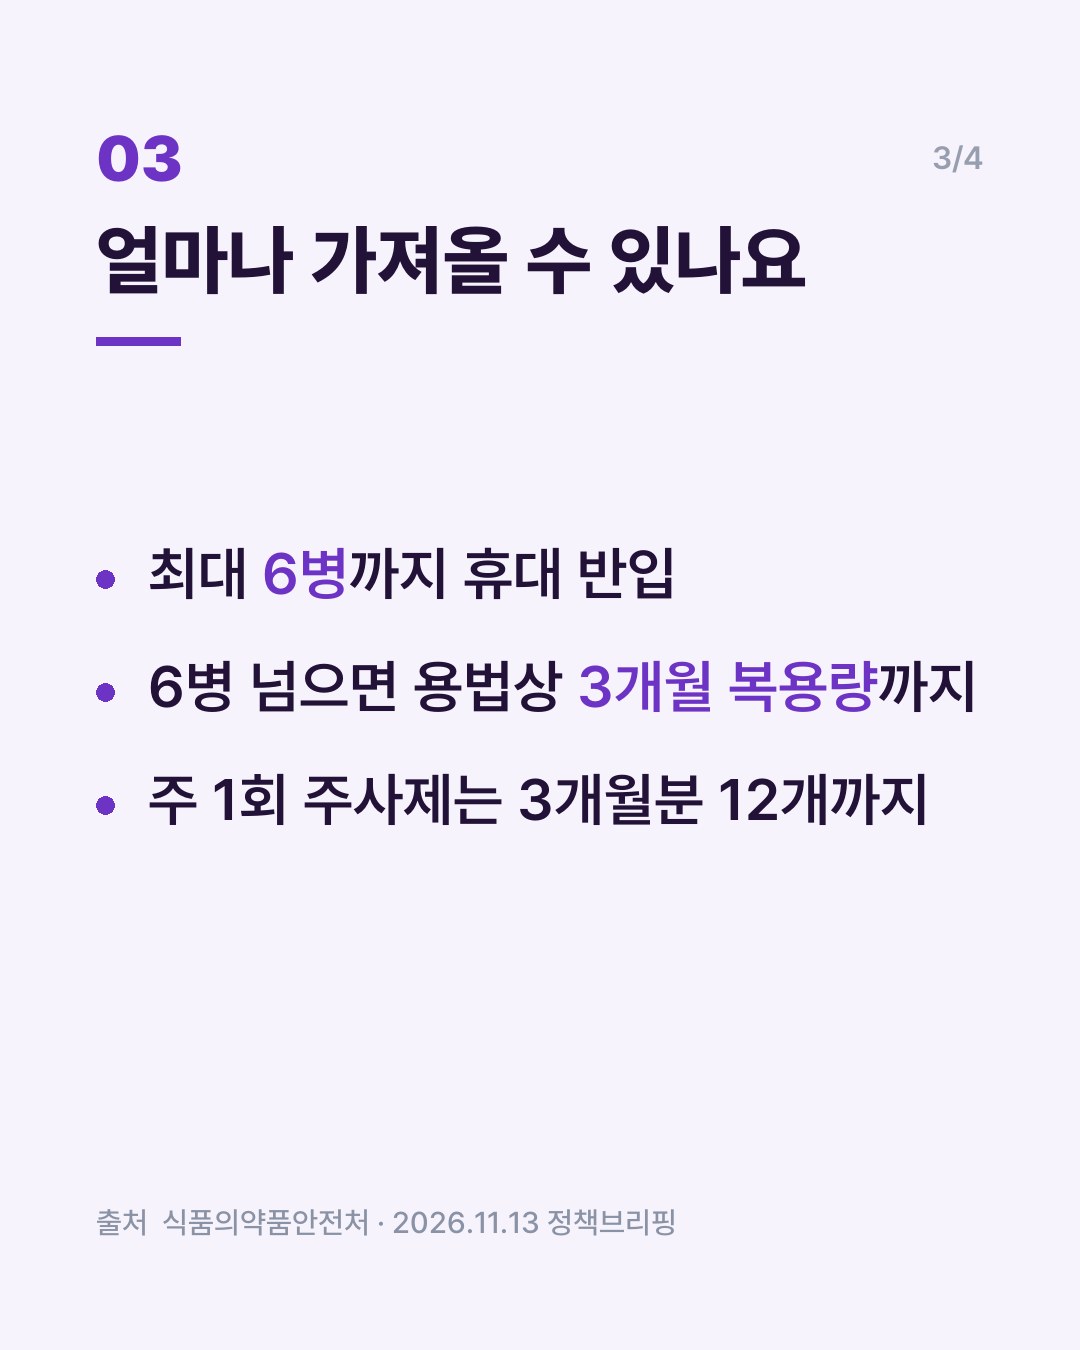 03
3/4
얼마나 가져올 수 있나요
최대 6병까지 휴대 반입
6병 넘으면 용법상 3개월 복용량까지
주 1회 주사제는 3개월분 12개까지
출처 식품의약품안전처 · 2026.11.13 정책브리핑